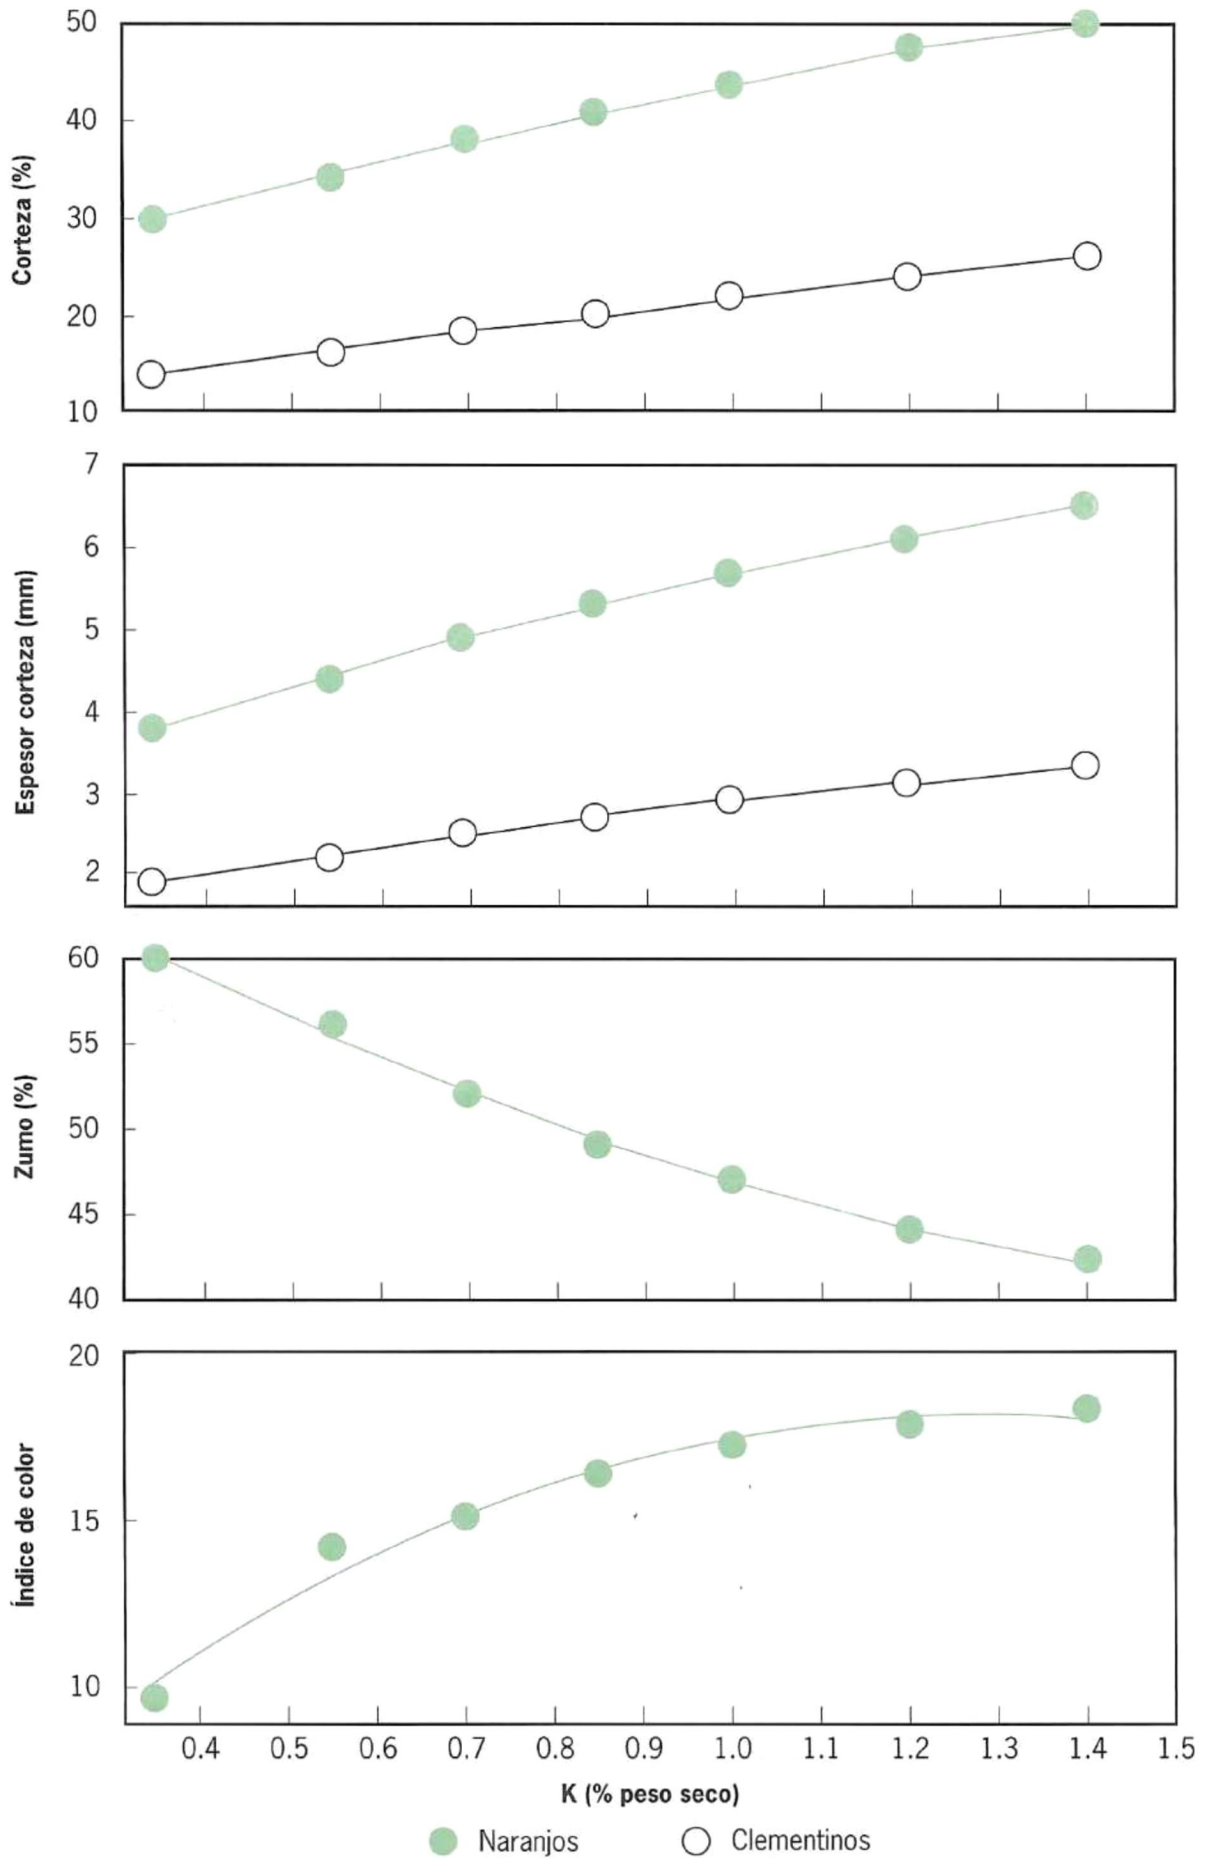 50
40
30
20
10
Corteza (%)
7
6
5
4
3
2
Espesor corteza (mm)
60
55
50
45
40
Zumo (%)
20
15
10
Índice de color
0.4 0.5 0.6 0.7 0.8 0.9 1.0 1.1 1.2 1.3 1.4 1.5
K (% peso seco)
Naranjos Clementinos